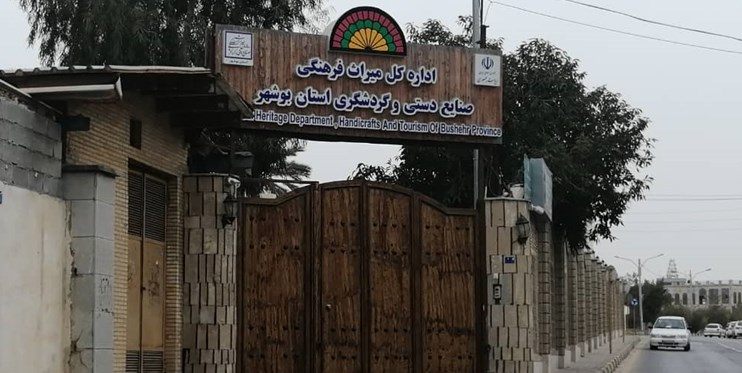 اداره کل میراث فرهنگی
صنایع دستی و گردشگری استان بوشهر
Heritage Department , Handicrafts And Tourism Of Bushehr Province